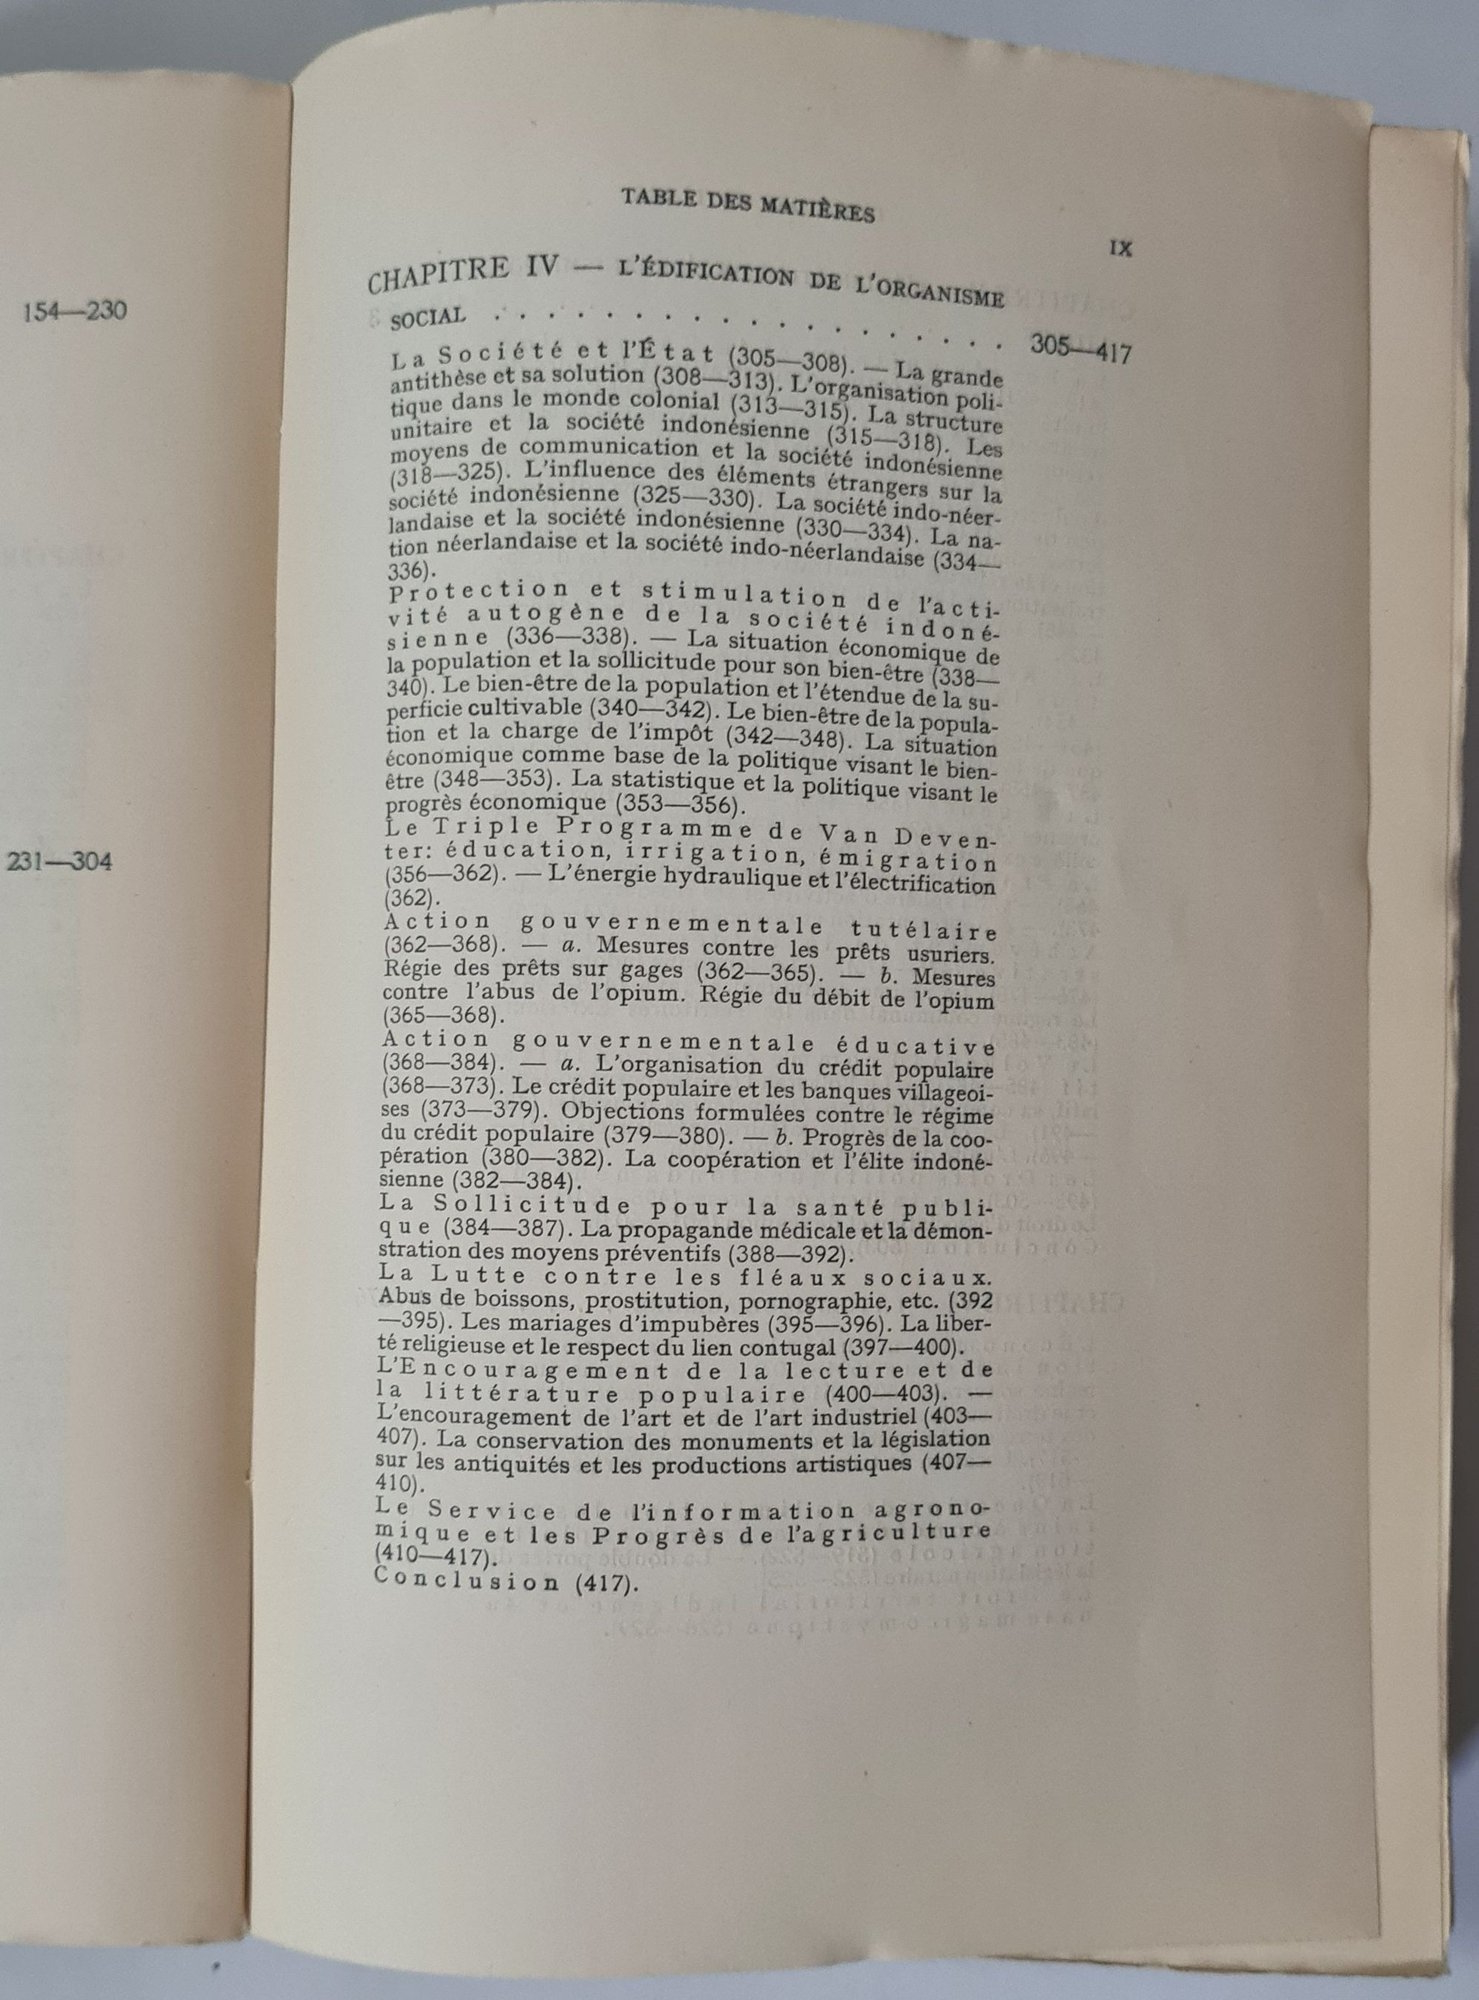 154—230
231—304
TABLE DES MATIÈRES
IX
CHAPITRE IV — L'ÉDIFICATION DE L'ORGANISME
SOCIAL . . . . . . . . . . . . . . . . . . . 305—417
La Société et l'État (305—308). — La grande
antithèse et sa solution (308—313). L'organisation poli-
tique dans le monde colonial (313—315). La structure
unitaire et la société indonésienne (315—318). Les
moyens de communication et la société indonésienne
(318—325). L'influence des éléments étrangers sur la
société indonésienne (325—330). La société indo-néer-
landaise et la société indonésienne (330—334). La na-
tion néerlandaise et la société indo-néerlandaise (334—
336).
Protection et stimulation de l'acti-
vité autogène de la société indoné-
sienne (336—338). — La situation économique de
la population et la sollicitude pour son bien-être (338—
340). Le bien-être de la population et l'étendue de la su-
perficie cultivable (340—342). Le bien-être de la popula-
tion et la charge de l'impôt (342—348). La situation
économique comme base de la politique visant le bien-
être (348—353). La statistique et la politique visant le
progrès économique (353—356).
Le Triple Programme de Van Deven-
ter: éducation, irrigation, émigration
(356—362). — L'énergie hydraulique et l'électrification
(362).
Action gouvernementale tutélaire
(362—368). — a. Mesures contre les prêts usuriers.
Régie des prêts sur gages (362—365). — b. Mesures
contre l'abus de l'opium. Régie du débit de l'opium
(365—368).
Action gouvernementale éducative
(368—384). — a. L'organisation du crédit populaire
(368—373). Le crédit populaire et les banques villageoi-
ses (373—379). Objections formulées contre le régime
du crédit populaire (379—380). — b. Progrès de la coo-
pération (380—382). La coopération et l'élite indoné-
sienne (382—384).
La Sollicitude pour la santé publi-
que (384—387). La propagande médicale et la démon-
stration des moyens préventifs (388—392).
La Lutte contre les fléaux sociaux.
Abus de boissons, prostitution, pornographie, etc. (392
—395). Les mariages d'impubères (395—396). La liber-
té religieuse et le respect du lien contugal (397—400).
L'Encouragement de la lecture et de
la littérature populaire (400—403). —
L'encouragement de l'art et de l'art industriel (403—
407). La conservation des monuments et la législation
sur les antiquités et les productions artistiques (407—
410).
Le Service de l'information agrono-
mique et les Progrès de l'agriculture
(410—417).
Conclusion (417).